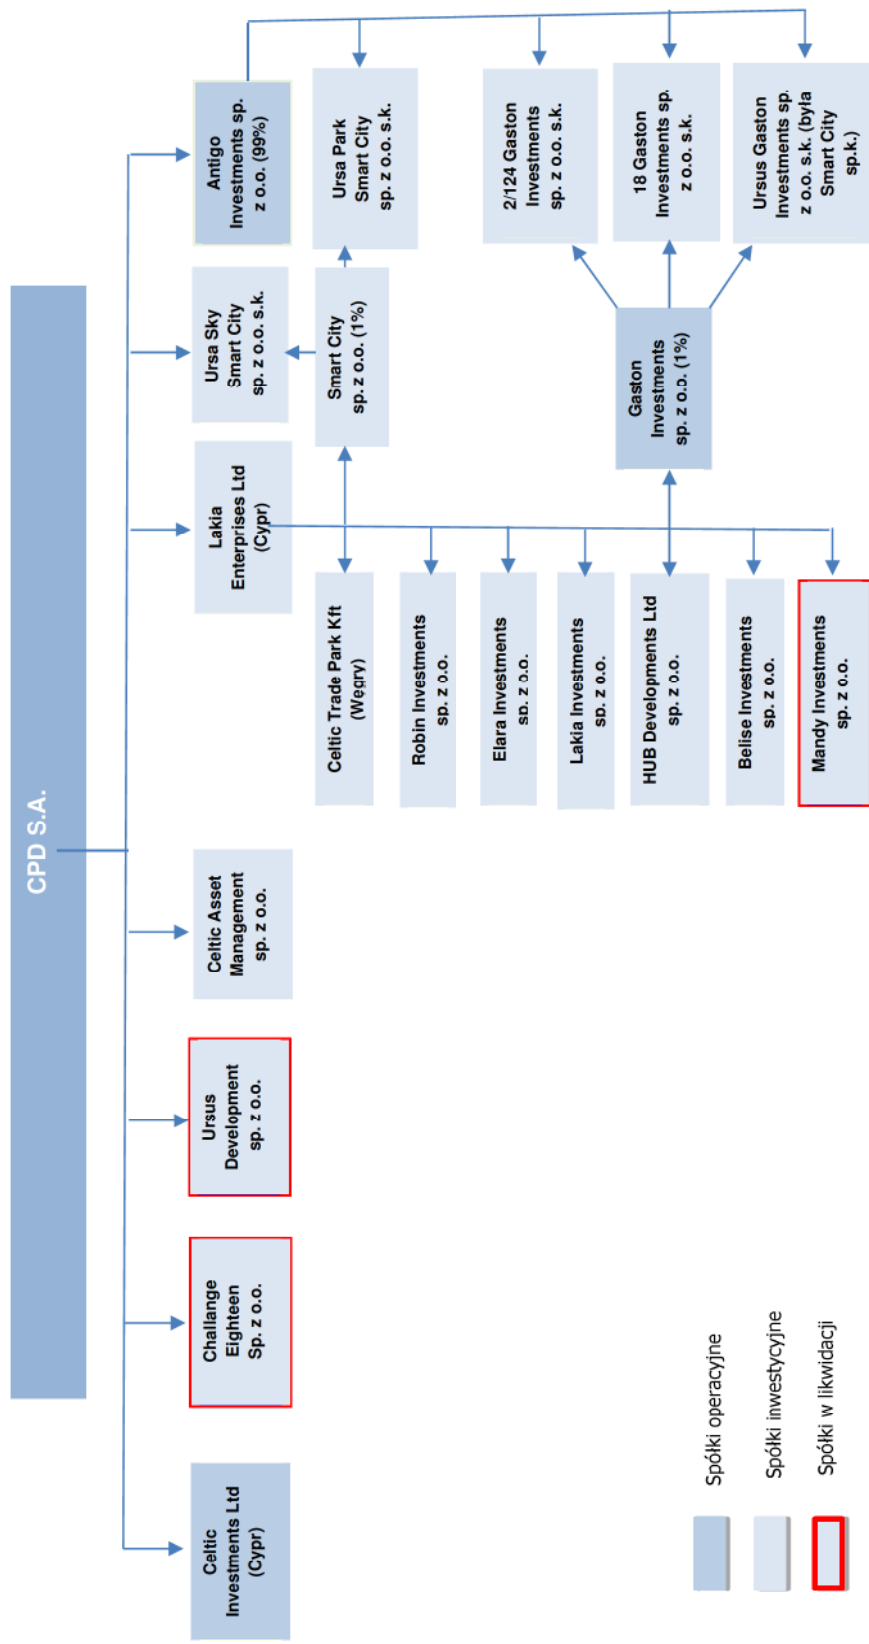 CPD S.A.
Celtic
Investments Ltd
(Cypr)
Challange
Eighteen
Sp. z o.o.
Ursus
Development
sp. z o.o.
Celtic Asset
Management
sp. z o.o.
Lakia
Enterprises Ltd
(Cypr)
Ursa Sky
Smart City
sp. z o.o. s.k.
Antigo
Investments sp.
z o.o. (99%)
Celtic Trade Park Kft
(Węgry)
Smart City
sp. z o.o. (1%)
Ursa Park
Smart City
sp. z o.o. s.k.
Robin Investments
sp. z o.o.
Elara Investments
sp. z o.o.
Lakia Investments
sp. z o.o.
HUB Developments Ltd
sp. z o.o.
Belise Investments
sp. z o.o.
Mandy Investments
sp. z o.o.
Gaston
Investments
sp. z o.o. (1%)
2/124 Gaston
Investments
sp. z o.o. s.k.
18 Gaston
Investments sp.
z o.o. s.k.
Ursus Gaston
Investments sp.
z o.o. s.k. (była
Smart City
sp.k.)
Spółki operacyjne
Spółki inwestycyjne
Spółki w likwidacji